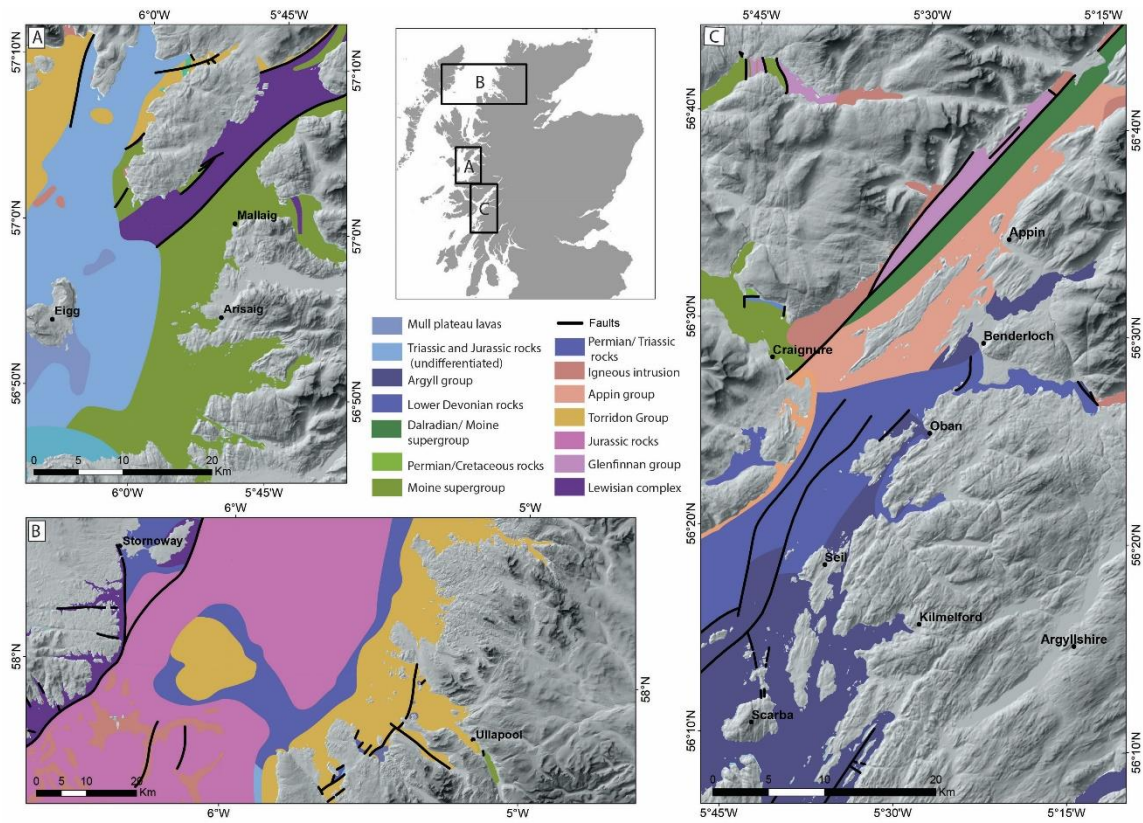 A
6°0'W
5°45'W
57°10'N
57°10'N
57°0'N
57°0'N
56°50'N
56°50'N
Mallaig
Eigg
Arisaig
0 5 10 20
Km
6°0'W
5°45'W
B
A
C
Mull plateau lavas
Triassic and Jurassic rocks
(undifferentiated)
Argyll group
Lower Devonian rocks
Dalradian/ Moine
supergroup
Permian/Cretaceous rocks
Moine supergroup
Faults
Permian/ Triassic
rocks
Igneous intrusion
Appin group
Torridon Group
Jurassic rocks
Glenfinnan group
Lewisian complex
B
6°W
5°W
Stornoway
58°N
58°N
Ullapool
0 5 10 20
Km
6°W
5°W
C
5°45'W
5°30'W
5°15'W
56°40'N
56°40'N
Appin
56°30'N
56°30'N
Benderloch
Craignure
Oban
56°20'N
56°20'N
Seil
Kilmelford
Argyllshire
Scarba
56°10'N
56°10'N
0 5 10 20
Km
5°45'W
5°30'W
5°15'W